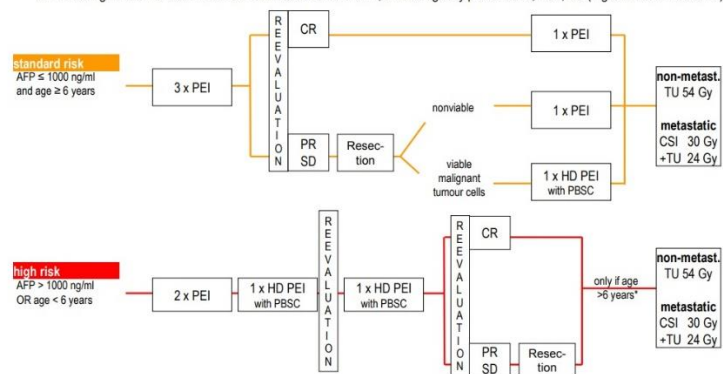 standard risk
AFP ≤ 1000 ng/ml
and age ≥ 6 years
3 x PEI
REEVALUATION
CR
1 x PEI
PR
SD
Resec-
tion
nonviable
1 x PEI
viable
malignant
tumour cells
1 x HD PEI
with PBSC
non-metast.
TU 54 Gy
metastatic
CSI 30 Gy
+TU 24 Gy
high risk
AFP > 1000 ng/ml
OR age < 6 years
2 x PEI
1 x HD PEI
with PBSC
REEVALUATION
1 x HD PEI
with PBSC
REEVALUATION
CR
PR
SD
Resec-
tion
only if age
>6 years*
non-metast.
TU 54 Gy
metastatic
CSI 30 Gy
+TU 24 Gy